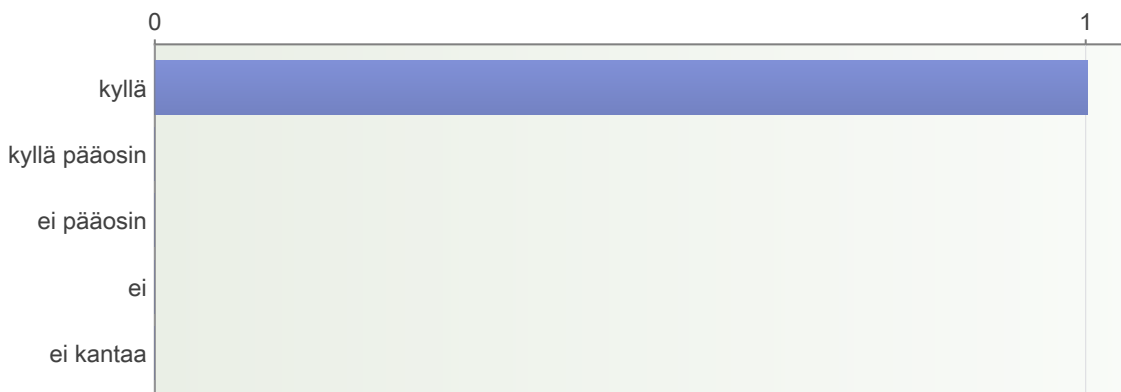 0 1
kyllä
kyllä pääosin
ei pääosin
ei
ei kantaa